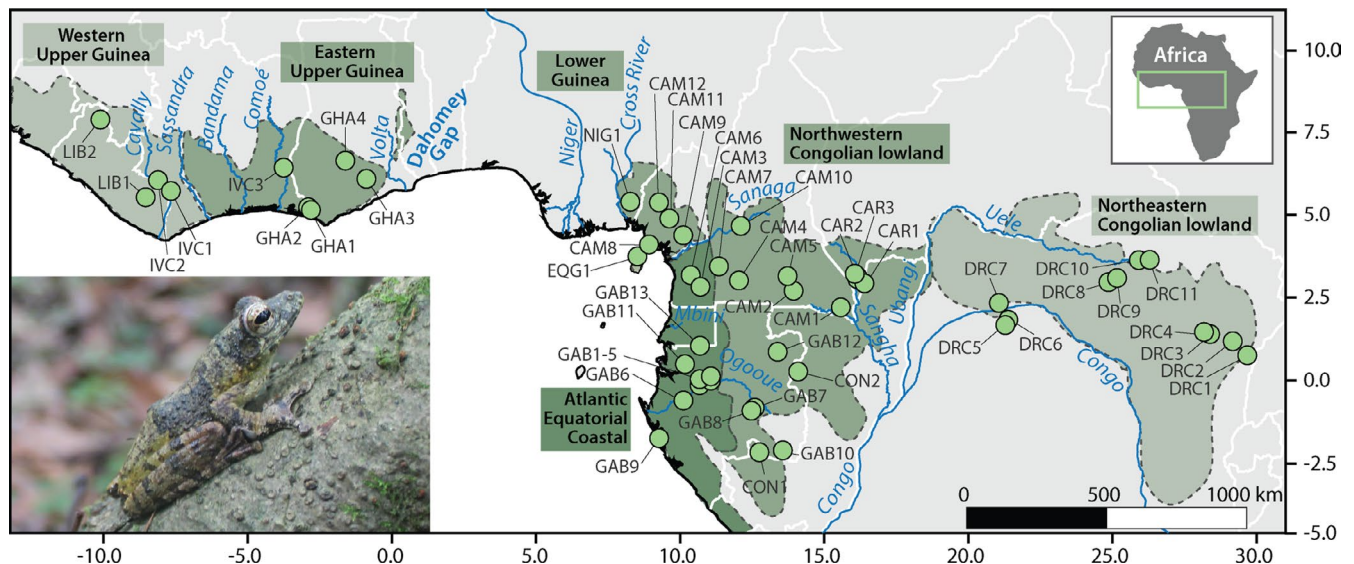 Western
Upper Guinea
Eastern
Upper Guinea
Lower
Guinea
Northwestern
Congolian lowland
Northeastern
Congolian lowland
Atlantic
Equatorial
Coastal
Africa
Dahomey
Gap
Cavally
Sassandra
Bandama
Comoé
Volta
Niger
Cross River
Sanaga
Mbini
Ogooue
Sangha
Ubangi
Uele
Congo
Congo
LIB2
LIB1
IVC2
IVC1
IVC3
GHA4
GHA3
GHA2
GHA1
NIG1
CAM12
CAM11
CAM9
CAM6
CAM3
CAM7
CAM10
CAM8
EQG1
CAM4
CAM5
CAM2
CAM1
CAR3
CAR2
CAR1
GAB13
GAB11
GAB1-5
GAB6
GAB12
CON2
GAB7
GAB8
GAB9
GAB10
CON1
DRC7
DRC5
DRC6
DRC10
DRC8
DRC9
DRC11
DRC4
DRC3
DRC2
DRC1
0
500
1000 km
10.0
7.5
5.0
2.5
0.0
-2.5
-5.0
-10.0
-5.0
0.0
5.0
10.0
15.0
20.0
25.0
30.0